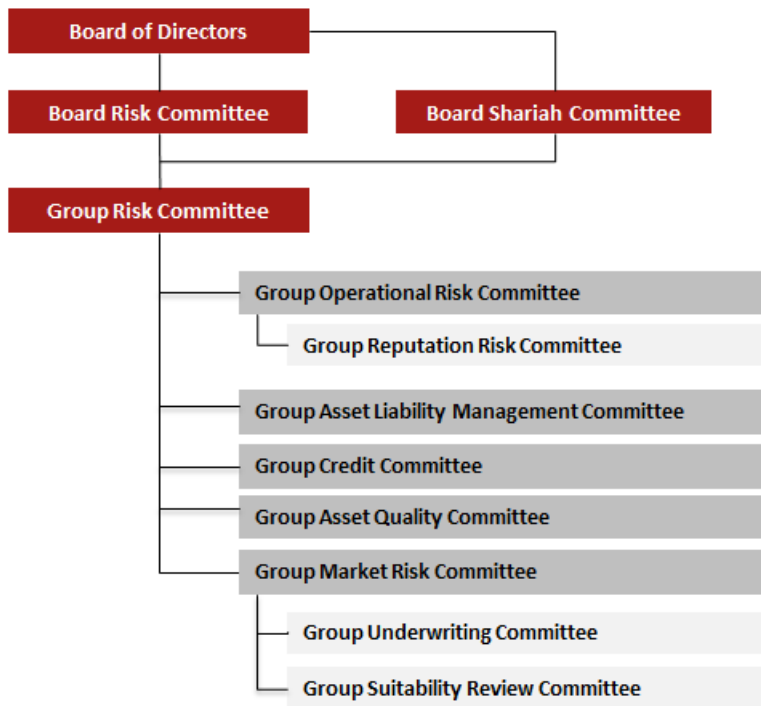 Board of Directors
Board Risk Committee
Board Shariah Committee
Group Risk Committee
Group Operational Risk Committee
Group Reputation Risk Committee
Group Asset Liability Management Committee
Group Credit Committee
Group Asset Quality Committee
Group Market Risk Committee
Group Underwriting Committee
Group Suitability Review Committee